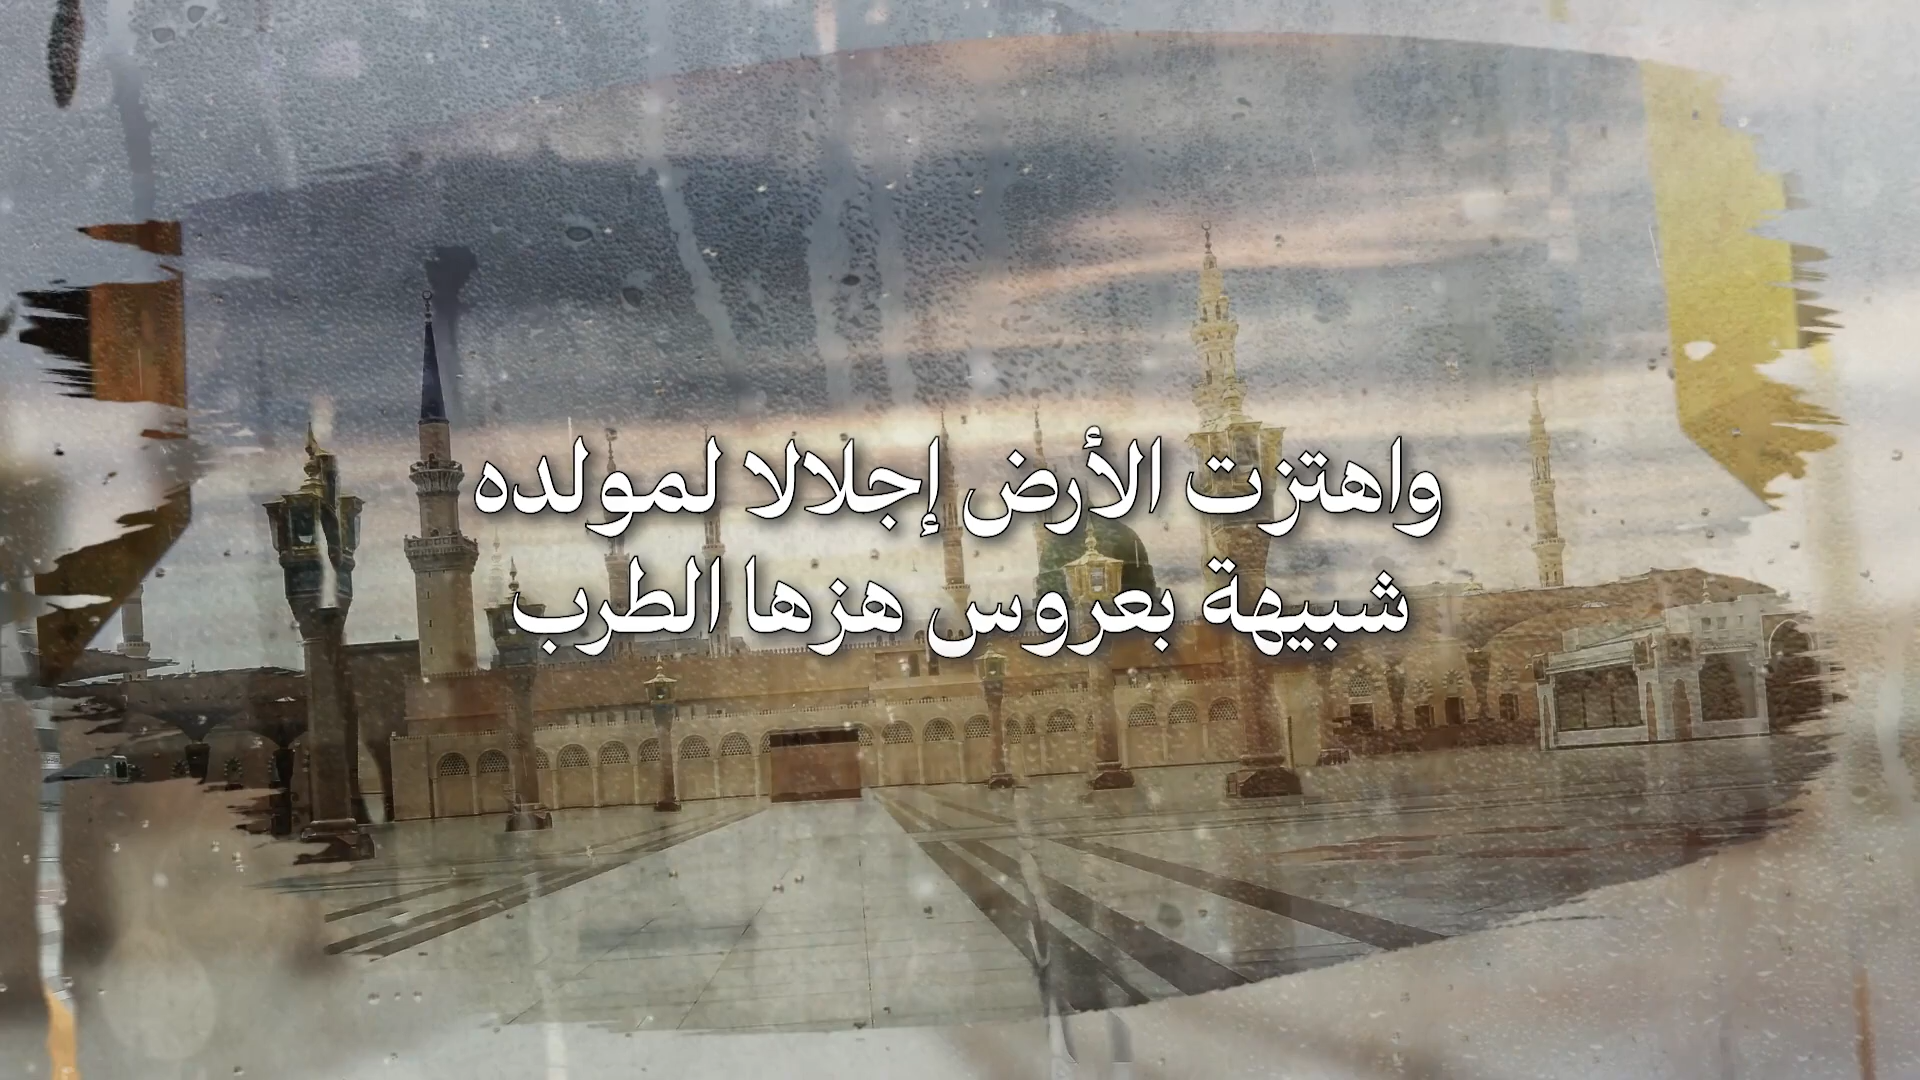 واهتزت الأرض إجلالا لمولده
شبيهة بعروس هزها الطرب